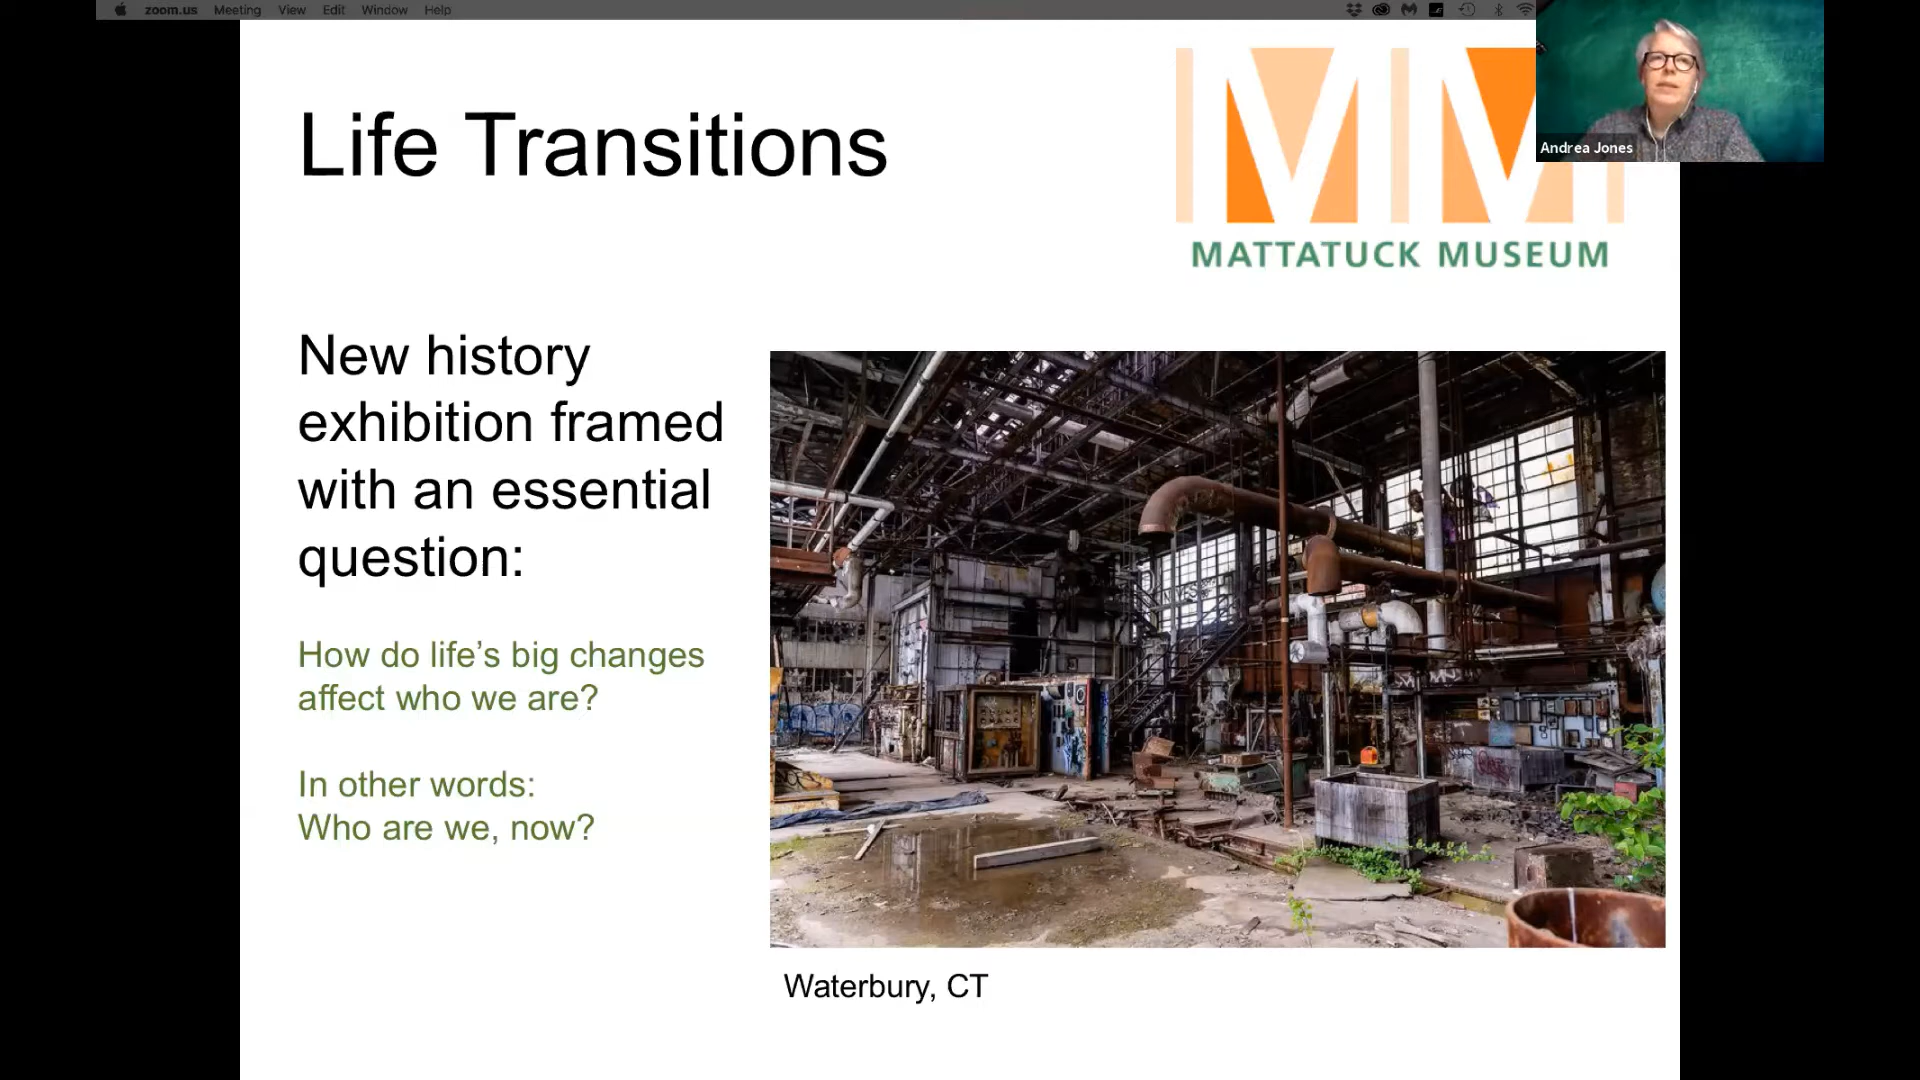 zoom.us Meeting View Edit Window Help
Life Transitions
MM
MATTATUCK MUSEUM
Andrea Jones
New history
exhibition framed
with an essential
question:
How do life’s big changes
affect who we are?
In other words:
Who are we, now?
Waterbury, CT